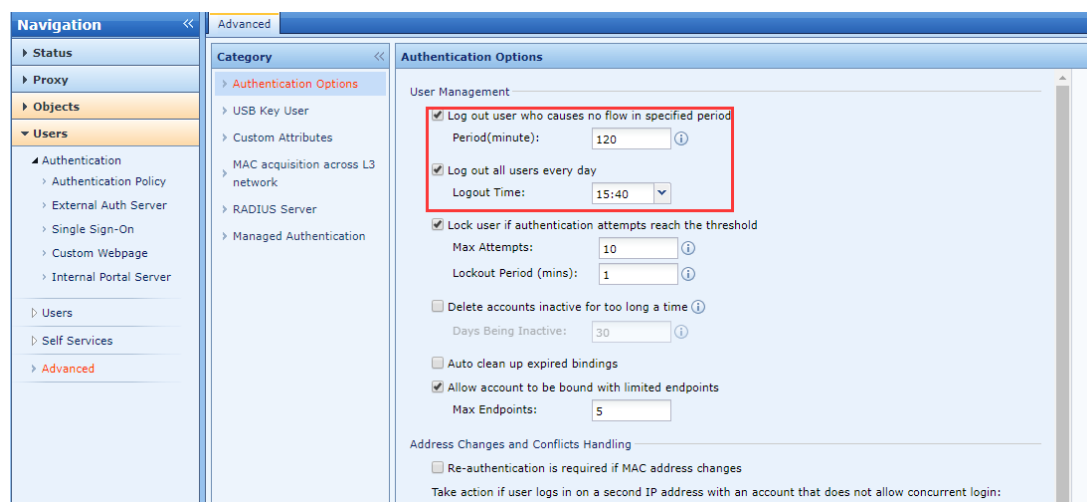 Navigation
Status
Proxy
Objects
Users
Authentication
Authentication Policy
External Auth Server
Single Sign-On
Custom Webpage
Internal Portal Server
Users
Self Services
Advanced
Advanced
Category
Authentication Options
USB Key User
Custom Attributes
MAC acquisition across L3
network
RADIUS Server
Managed Authentication
Authentication Options
User Management
Log out user who causes no flow in specified period
Period(minute): 120
Log out all users every day
Logout Time: 15:40
Lock user if authentication attempts reach the threshold
Max Attempts: 10
Lockout Period (mins): 1
Delete accounts inactive for too long a time
Days Being Inactive: 30
Auto clean up expired bindings
Allow account to be bound with limited endpoints
Max Endpoints: 5
Address Changes and Conflicts Handling
Re-authentication is required if MAC address changes
Take action if user logs in on a second IP address with an account that does not allow concurrent login: